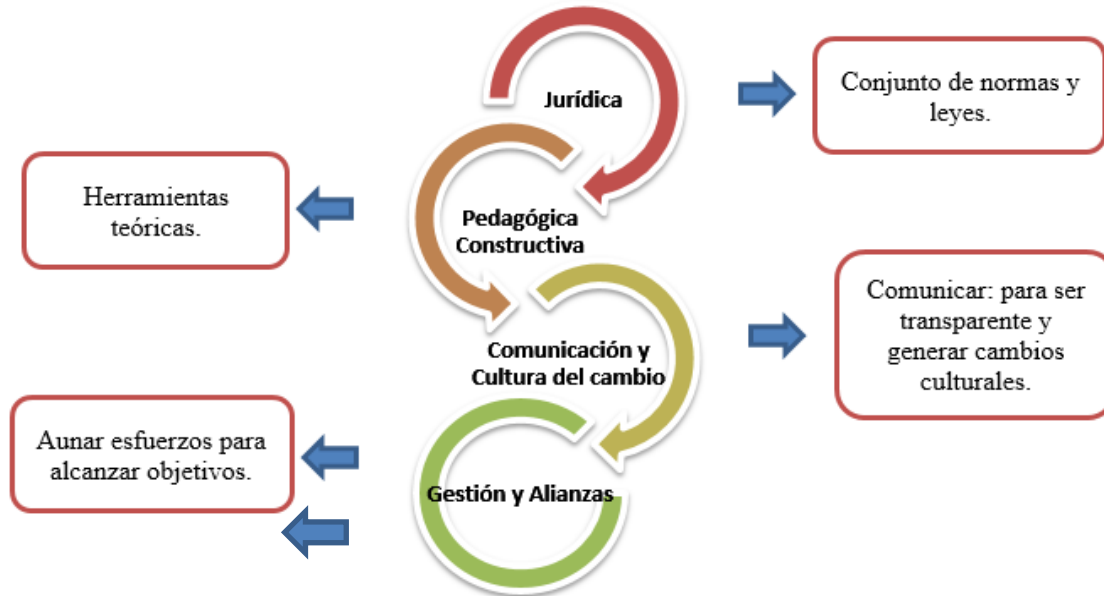 Jurídica
Conjunto de normas y
leyes.
Herramientas
teóricas.
Pedagógica
Constructiva
Comunicación y
Cultura del cambio
Comunicar: para ser
transparente y
generar cambios
culturales.
Aunar esfuerzos para
alcanzar objetivos.
Gestión y Alianzas